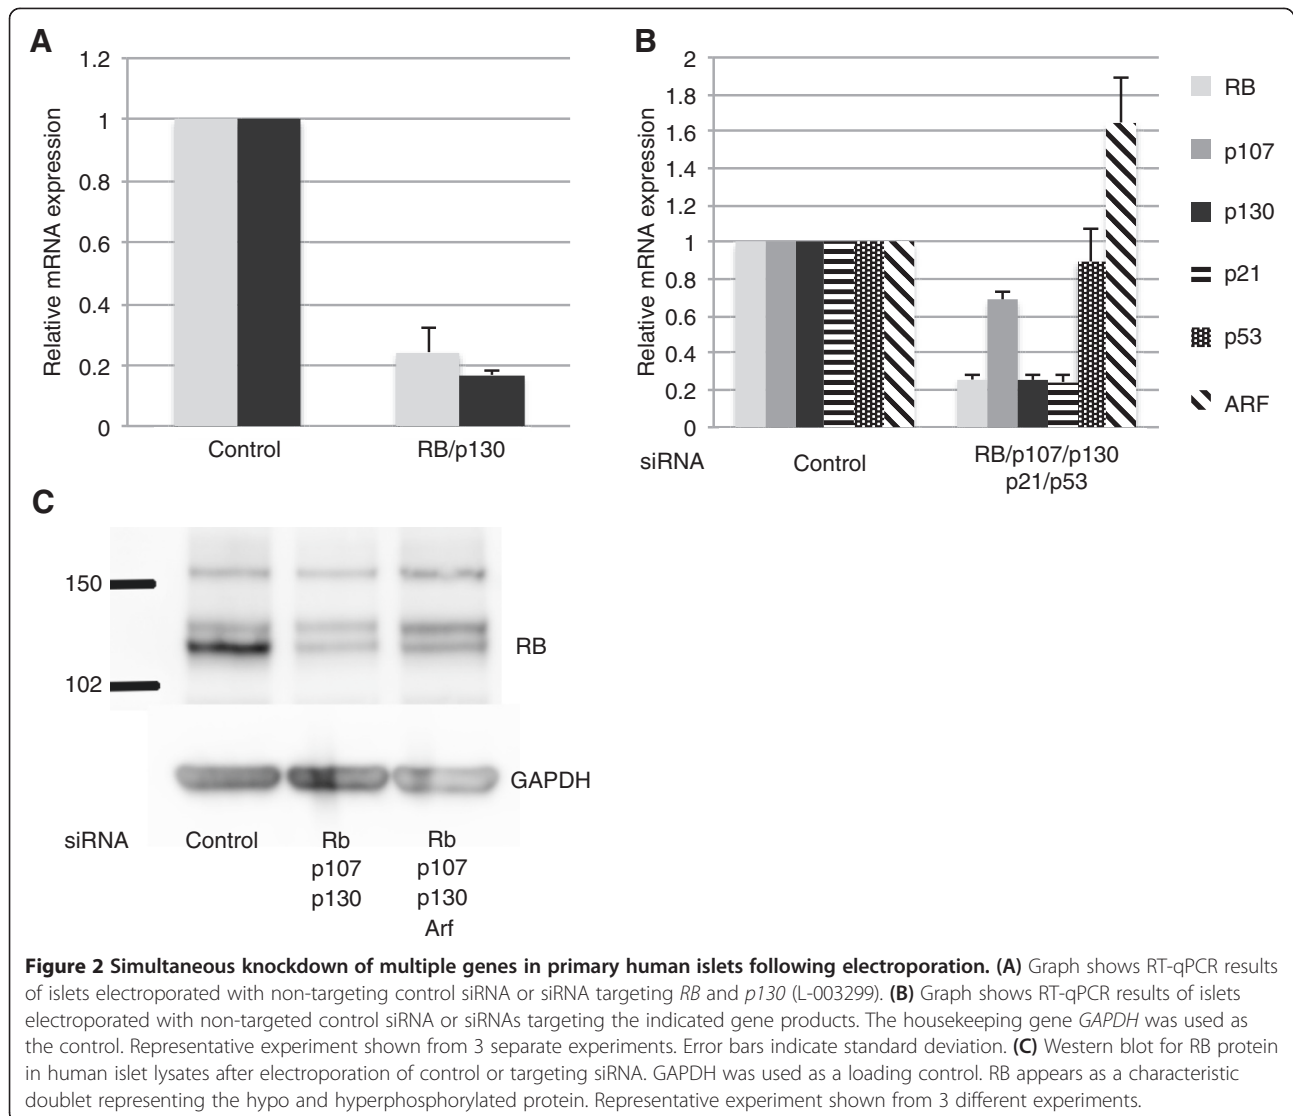 A
B
1.2
1
0.8
0.6
0.4
0.2
0
Relative mRNA expression
Control
RB/p130
2
1.8
1.6
1.4
1.2
1
0.8
0.6
0.4
0.2
0
Relative mRNA expression
siRNA
Control
RB/p107/p130
p21/p53
RB
p107
p130
p21
p53
ARF
C
150
102
RB
GAPDH
siRNA
Control
Rb
p107
p130
Rb
p107
p130
Arf
Figure 2 Simultaneous knockdown of multiple genes in primary human islets following electroporation. (A) Graph shows RT-qPCR results
of islets electroporated with non-targeting control siRNA or siRNA targeting RB and p130 (L-003299). (B) Graph shows RT-qPCR results of islets
electroporated with non-targeted control siRNA or siRNAs targeting the indicated gene products. The housekeeping gene GAPDH was used as
the control. Representative experiment shown from 3 separate experiments. Error bars indicate standard deviation. (C) Western blot for RB protein
in human islet lysates after electroporation of control or targeting siRNA. GAPDH was used as a loading control. RB appears as a characteristic
doublet representing the hypo and hyperphosphorylated protein. Representative experiment shown from 3 different experiments.